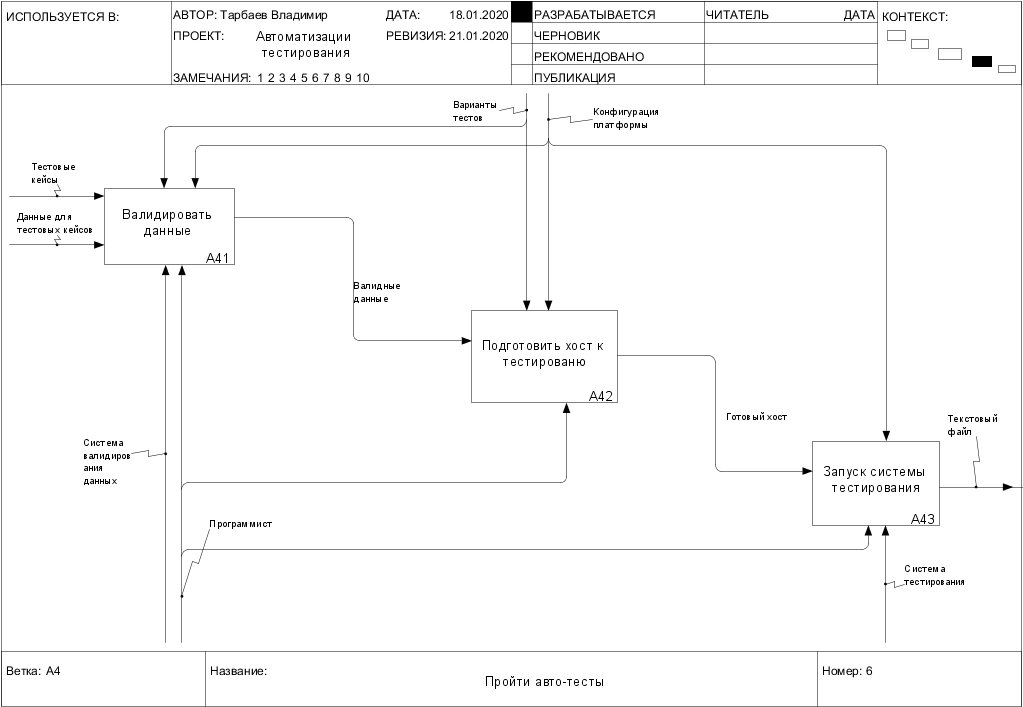 ИСПОЛЬЗУЕТСЯ В:
АВТОР: Тарбаев Владимир
ДАТА: 18.01.2020
ПРОЕКТ: Автоматизации
тестирования
РЕВИЗИЯ: 21.01.2020
ЗАМЕЧАНИЯ: 1 2 3 4 5 6 7 8 9 10
РАЗРАБАТЫВАЕТСЯ
ЧЕРНОВИК
РЕКОМЕНДОВАНО
ПУБЛИКАЦИЯ
ЧИТАТЕЛЬ
ДАТА
КОНТЕКСТ:
Варианты
тестов
Конфигурация
платформы
Тестовые
кейсы
Данные для
тестовых кейсов
Валидировать
данные
A41
Валидные
данные
Подготовить хост к
тестированю
A42
Готовый хост
Текстовый
файл
Система
валидиров
ания
данных
Запуск системы
тестирования
A43
Программист
Система
тестирования
Ветка: A4
Название:
Пройти авто-тесты
Номер: 6